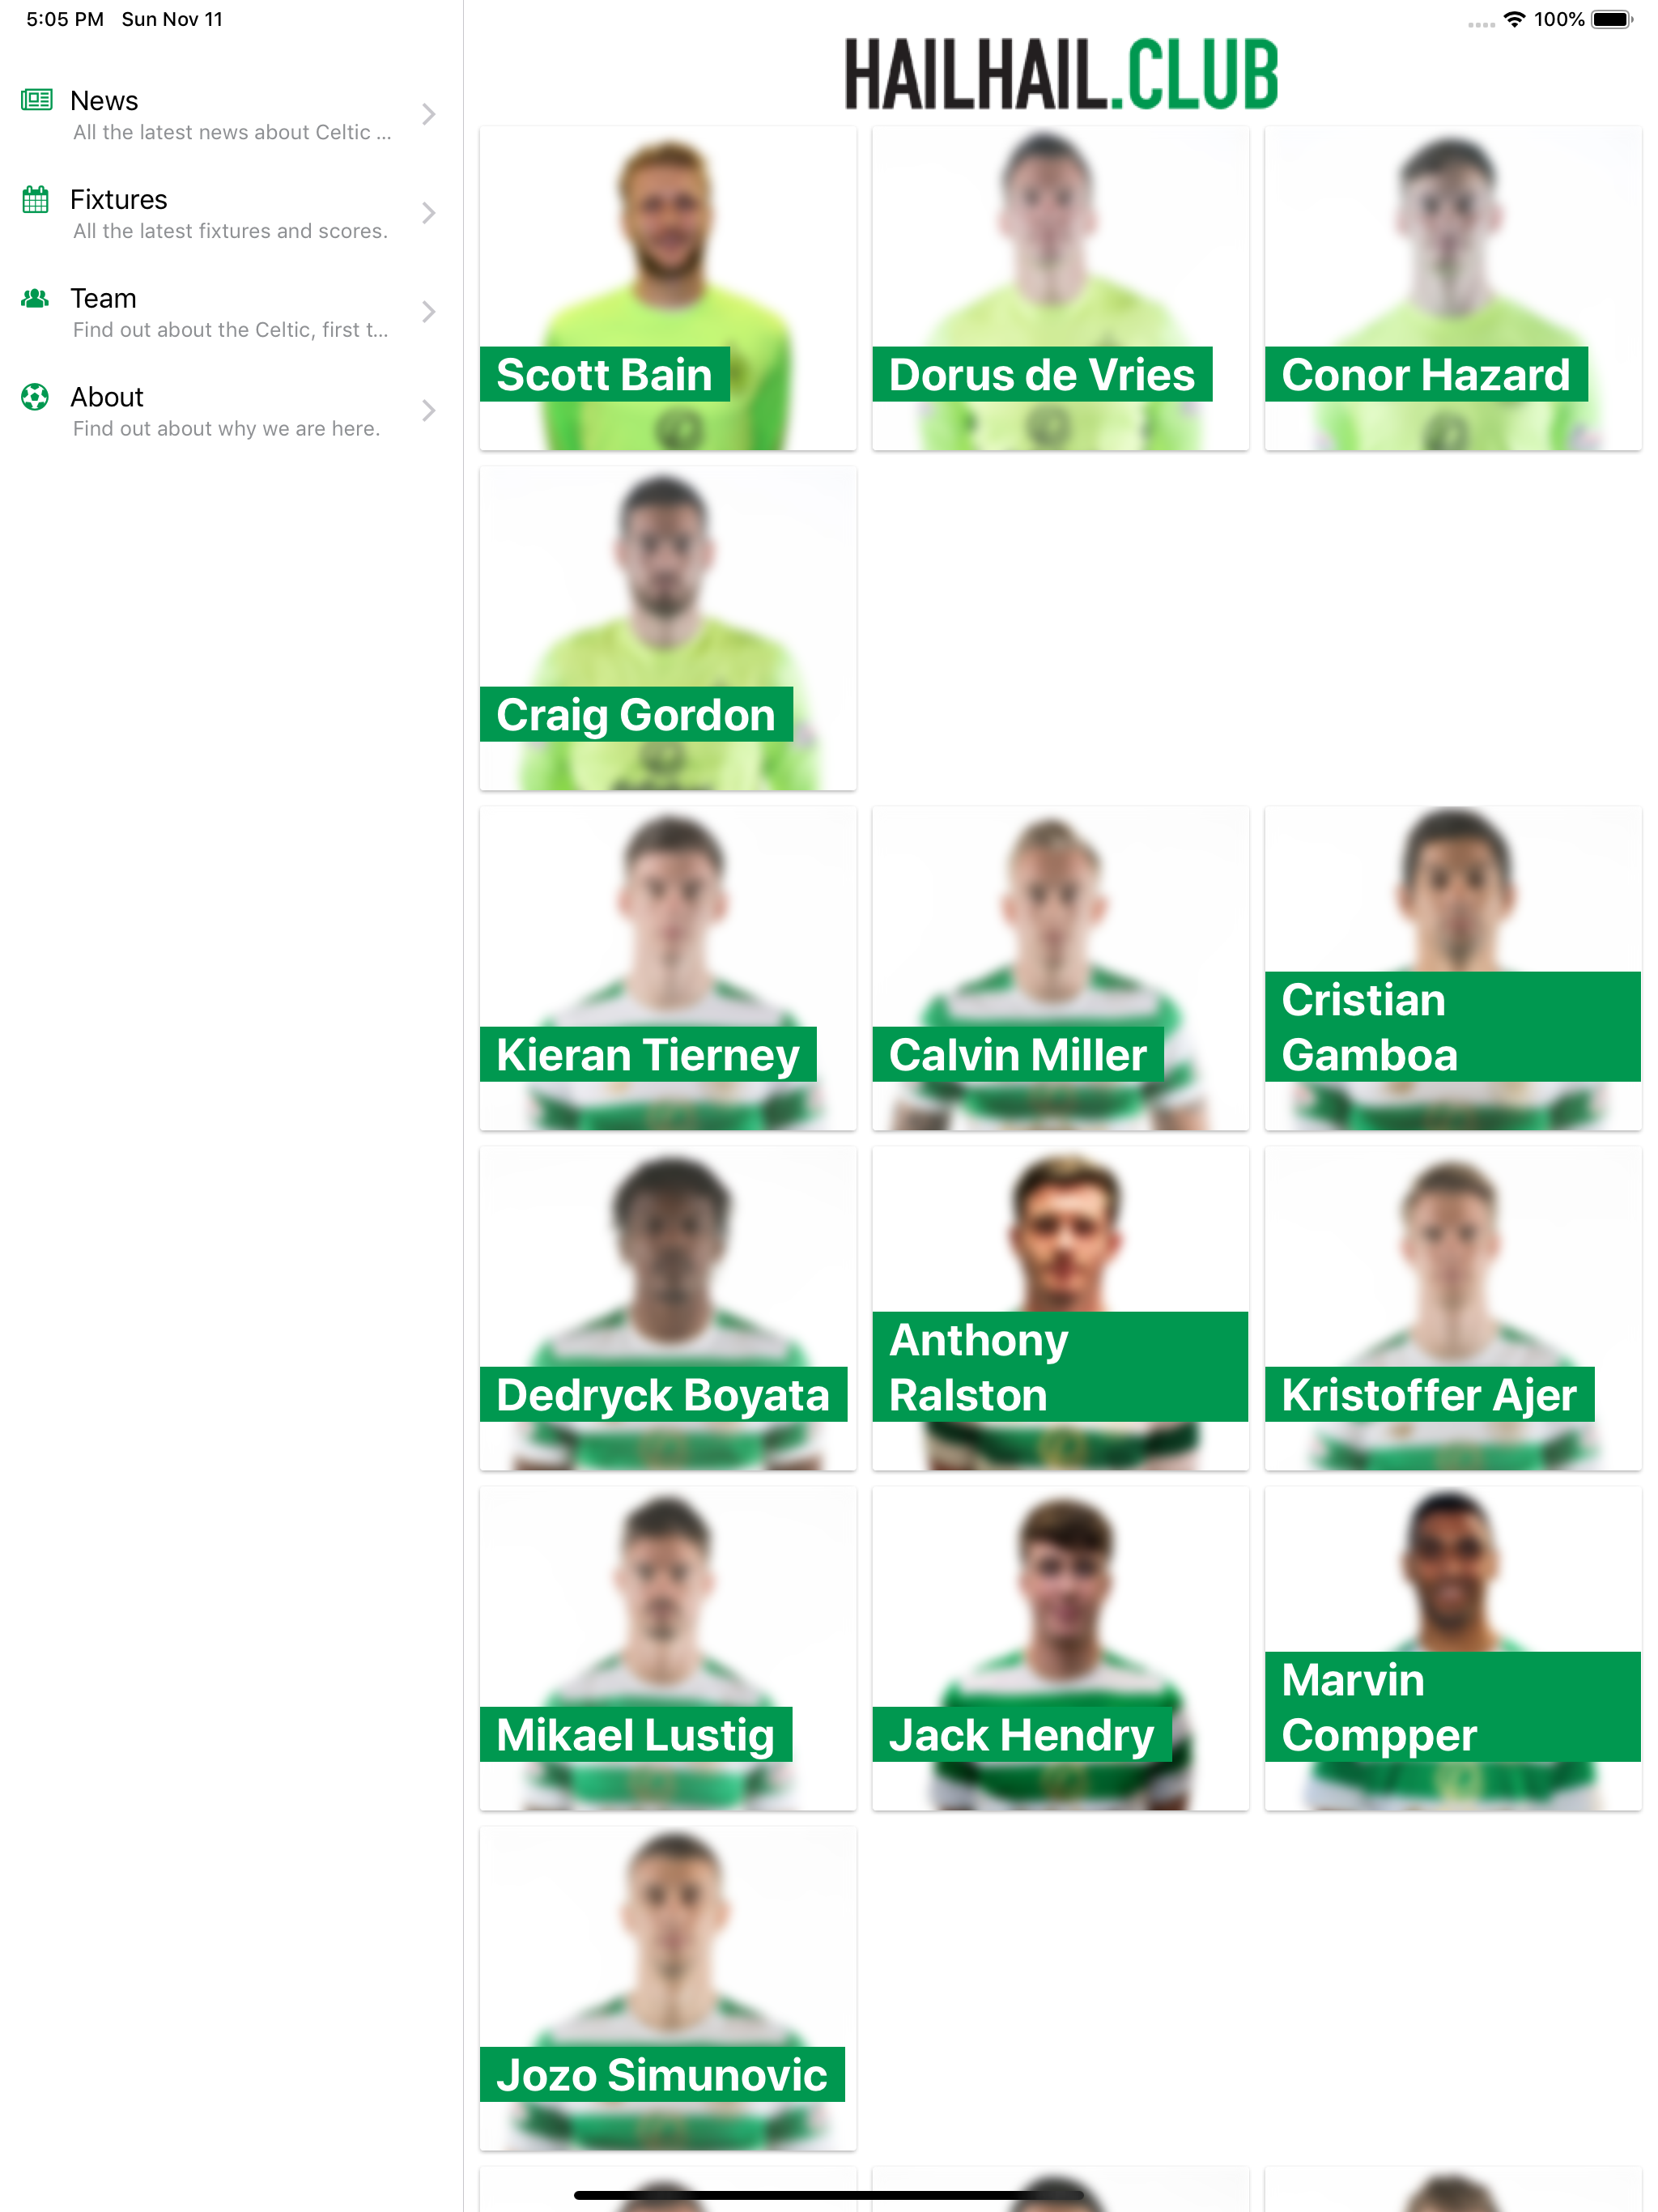 5:05 PM Sun Nov 11
100%
News
All the latest news about Celtic ...
Fixtures
All the latest fixtures and scores.
Team
Find out about the Celtic, first t...
About
Find out about why we are here.
HAILHAIL.CLUB
Scott Bain
Dorus de Vries
Conor Hazard
Craig Gordon
Kieran Tierney
Calvin Miller
Cristian
Gamboa
Dedryck Boyata
Anthony
Ralston
Kristoffer Ajer
Mikael Lustig
Jack Hendry
Marvin
Compper
Jozo Simunovic